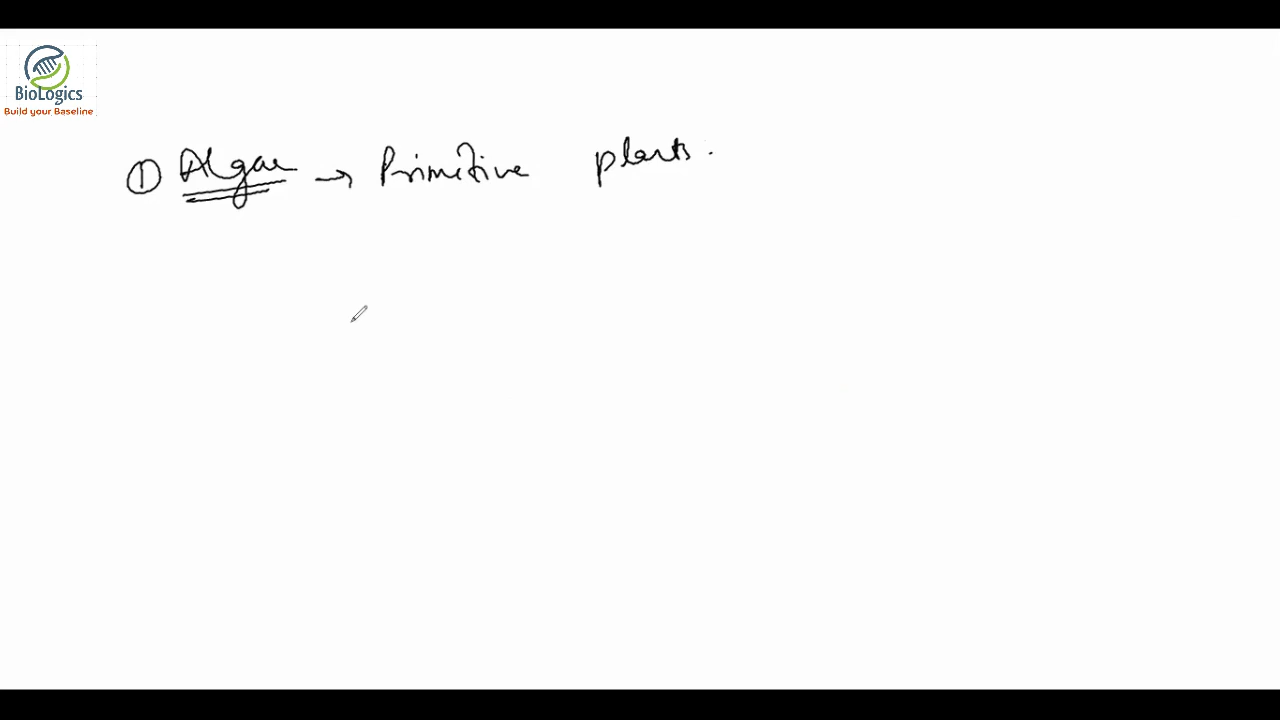 BioLogics
Build your Baseline
① Algae → Primitive plants.